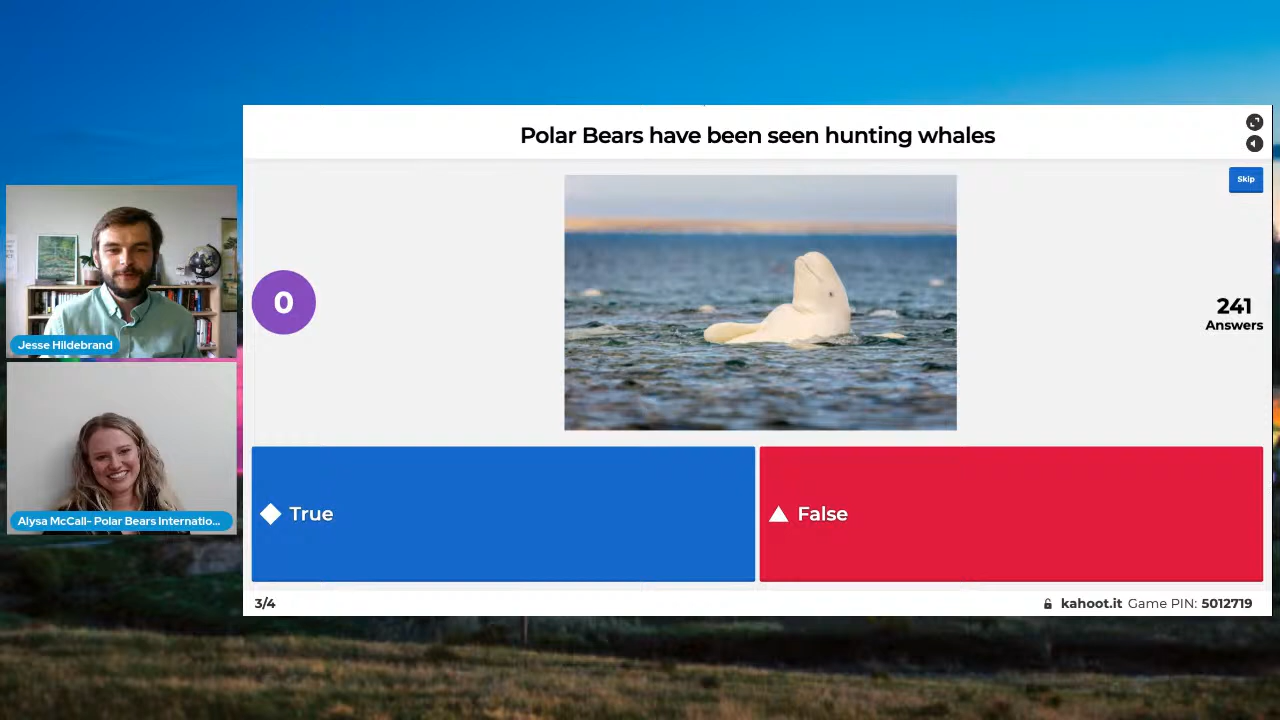 Polar Bears have been seen hunting whales
Skip
0
241
Answers
Jesse Hildebrand
Alysa McCall- Polar Bears Internatio...
True
False
3/4
kahoot.it Game PIN: 5012719